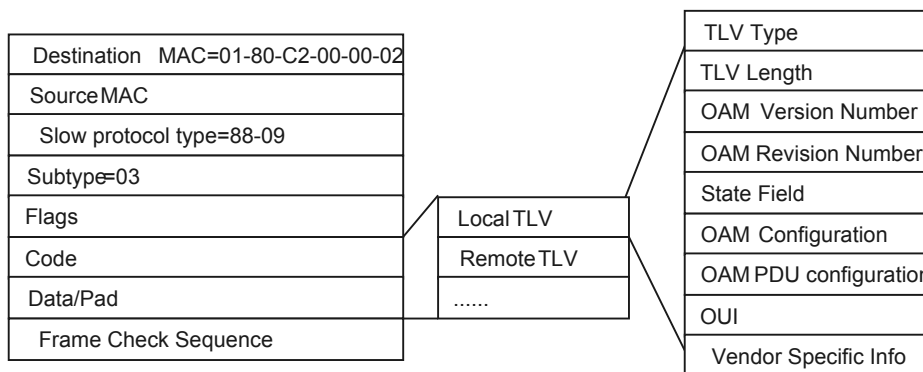 Destination MAC=01-80-C2-00-00-02
SourceMAC
Slow protocol type=88-09
Subtype=03
Flags
Code
Data/Pad
Frame Check Sequence
Local TLV
Remote TLV
......
TLV Type
TLV Length
OAM Version Number
OAM Revision Number
State Field
OAM Configuration
OAM PDU configuration
OUI
Vendor Specific Info